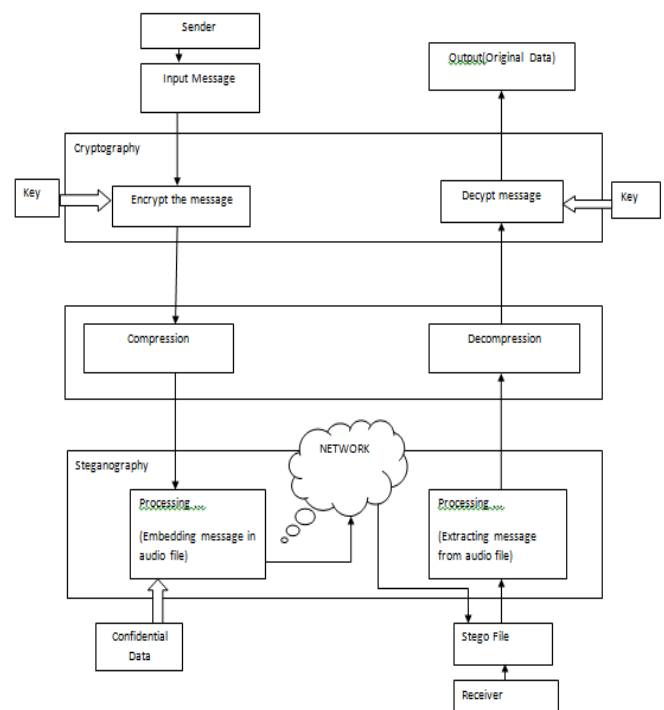 Sender
Input Message
Output(Original Data)
Cryptography
Key
Encrypt the message
Decypt message
Key
Compression
Decompression
NETWORK
Steganography
Processing....
(Embedding message in
audio file)
Processing....
(Extracting message
from audio file)
Confidential
Data
Stego File
Receiver